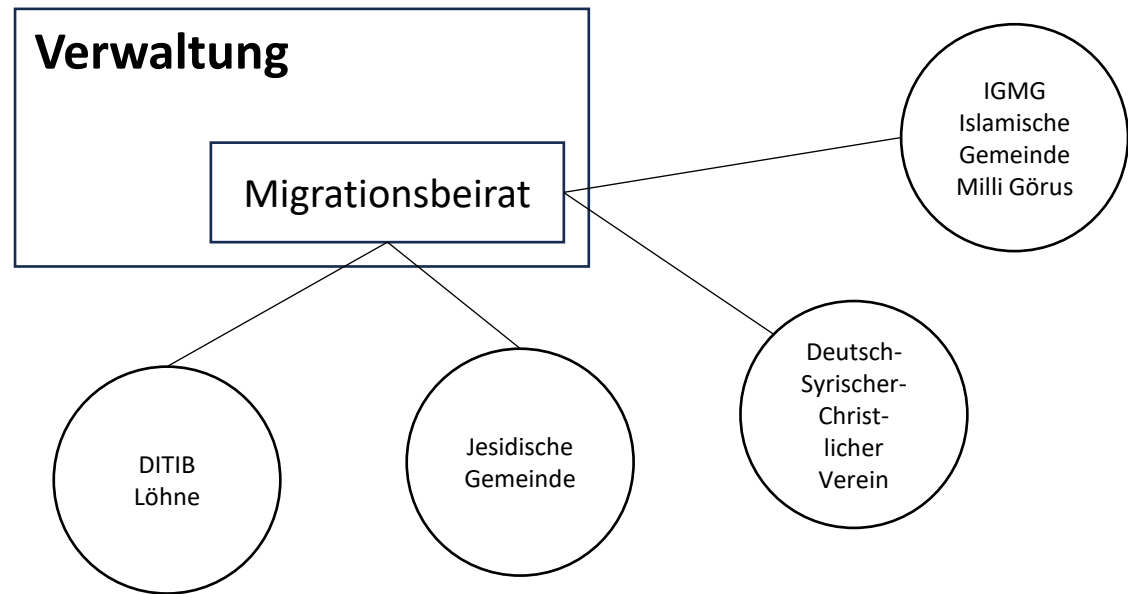 Verwaltung
Migrationsbeirat
IGMG
Islamische
Gemeinde
Milli Görus
Deutsch-
Syrischer-
Christ-
licher
Verein
Jesidische
Gemeinde
DITIB
Löhne